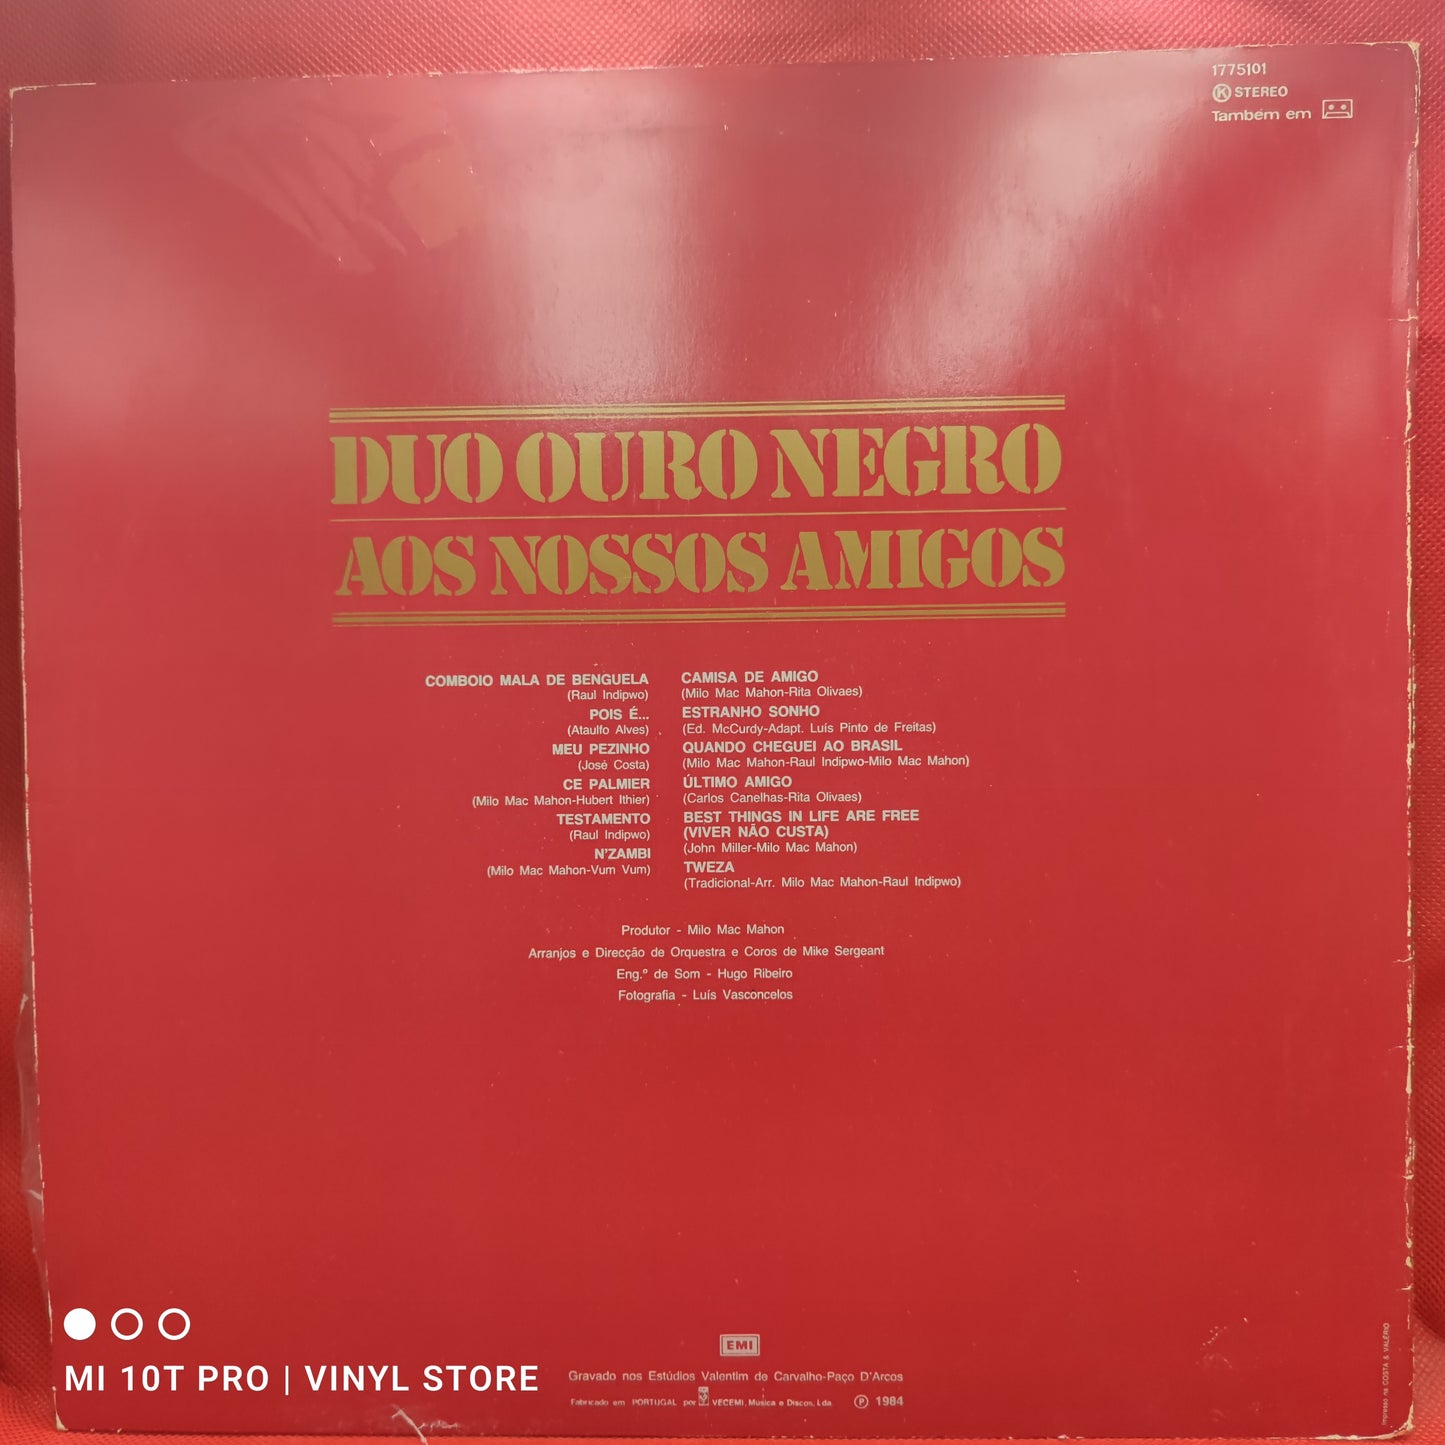 1775101
Ⓚ STEREO
Também em
DUO OURO NEGRO
AOS NOSSOS AMIGOS
COMBOIO MALA DE BENGUELA
(Raul Indipwo)
POIS É...
(Ataulfo Alves)
MEU PEZINHO
(José Costa)
CE PALMIER
(Milo Mac Mahon-Hubert Ithier)
TESTAMENTO
(Raul Indipwo)
N'ZAMBI
(Milo Mac Mahon-Vum Vum)
CAMISA DE AMIGO
(Milo Mac Mahon-Rita Olivaes)
ESTRANHO SONHO
(Ed. McCurdy-Adapt. Luís Pinto de Freitas)
QUANDO CHEGUEI AO BRASIL
(Milo Mac Mahon-Raul Indipwo-Milo Mac Mahon)
ÚLTIMO AMIGO
(Carlos Canelhas-Rita Olivaes)
BEST THINGS IN LIFE ARE FREE
(VIVER NÃO CUSTA)
(John Miller-Milo Mac Mahon)
TWEZA
(Tradicional-Arr. Milo Mac Mahon-Raul Indipwo)
Produtor - Milo Mac Mahon
Arranjos e Direcção de Orquestra e Coros de Mike Sergeant
Eng.º de Som - Hugo Ribeiro
Fotografia - Luís Vasconcelos
EMI
Gravado nos Estúdios Valentim de Carvalho-Paço D'Arcos
Fabricado em PORTUGAL por VECEMI, Musica e Discos, Lda. Ⓟ 1984
Impresso na COSTA & VALÉRIO
MI 10T PRO | VINYL STORE